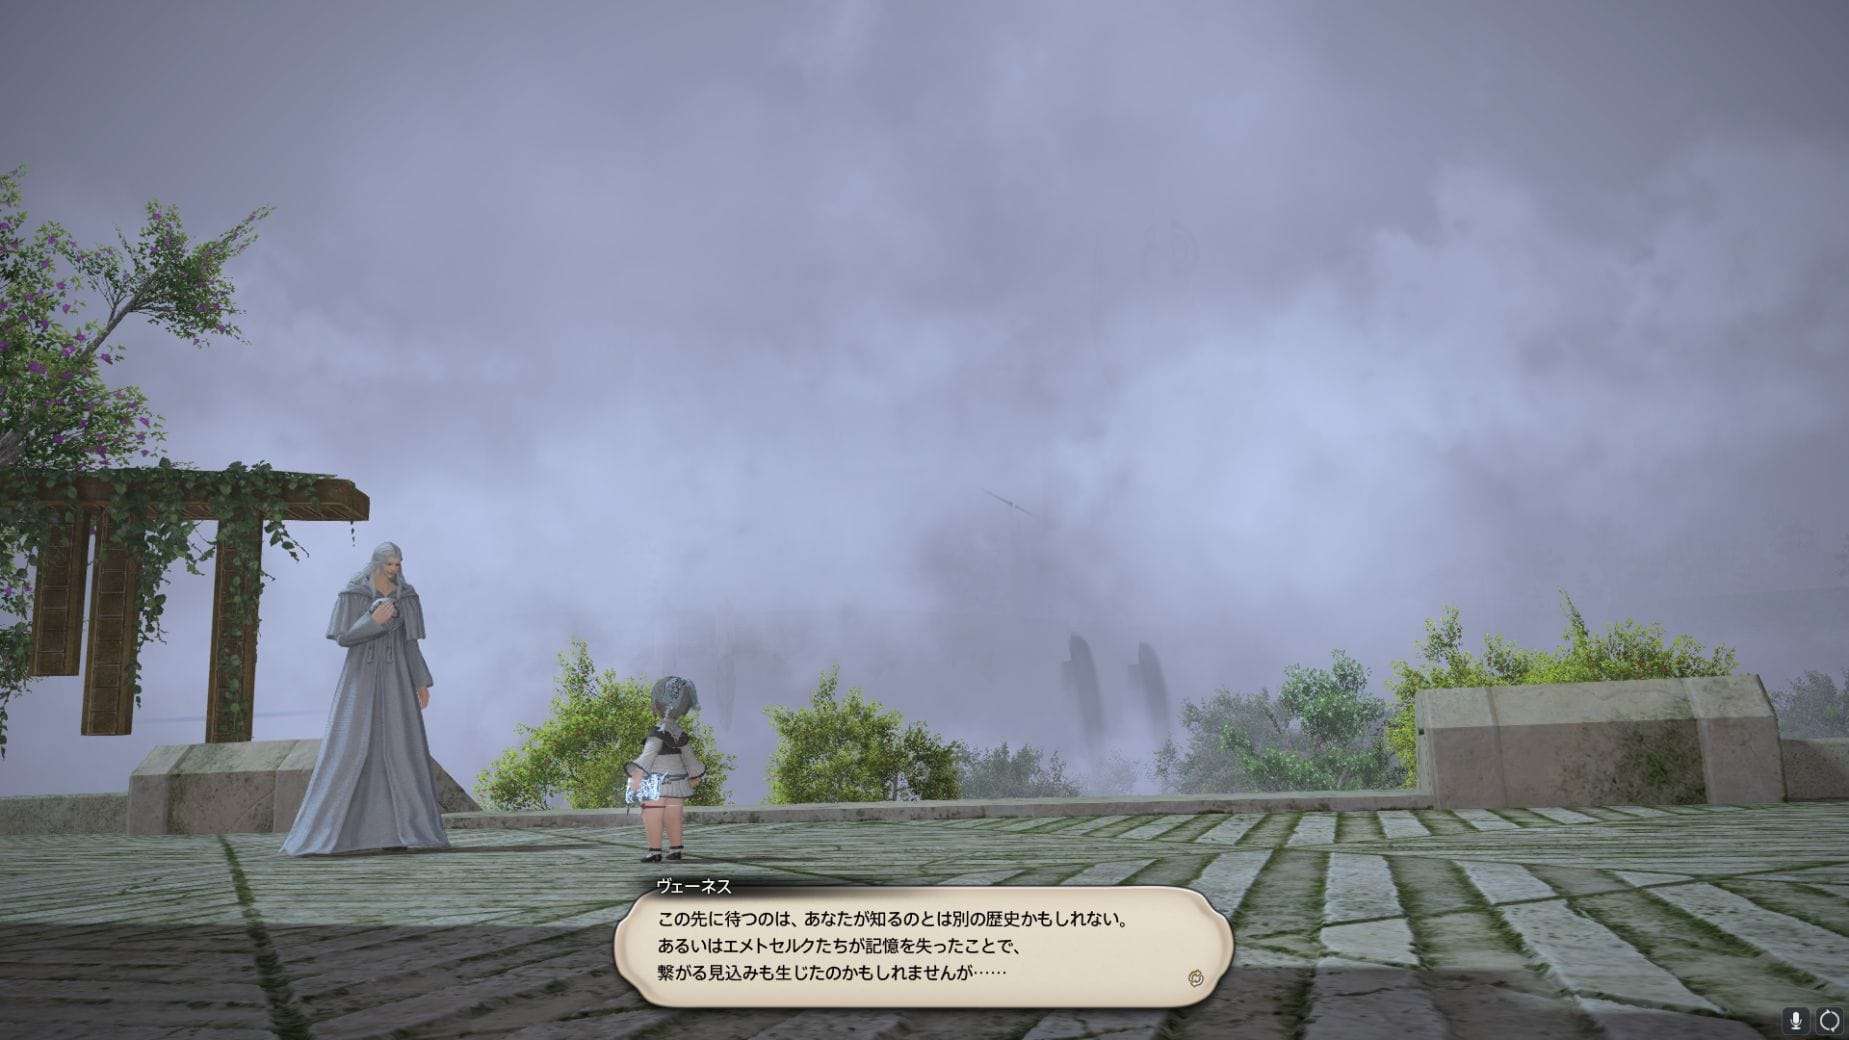 ヴェーネス
この先に待つのは、あなたが知るのとは別の歴史かもしれない。
あるいはエメトセルクたちが記憶を失ったことで、
繋がる見込みも生じたのかもしれませんが……